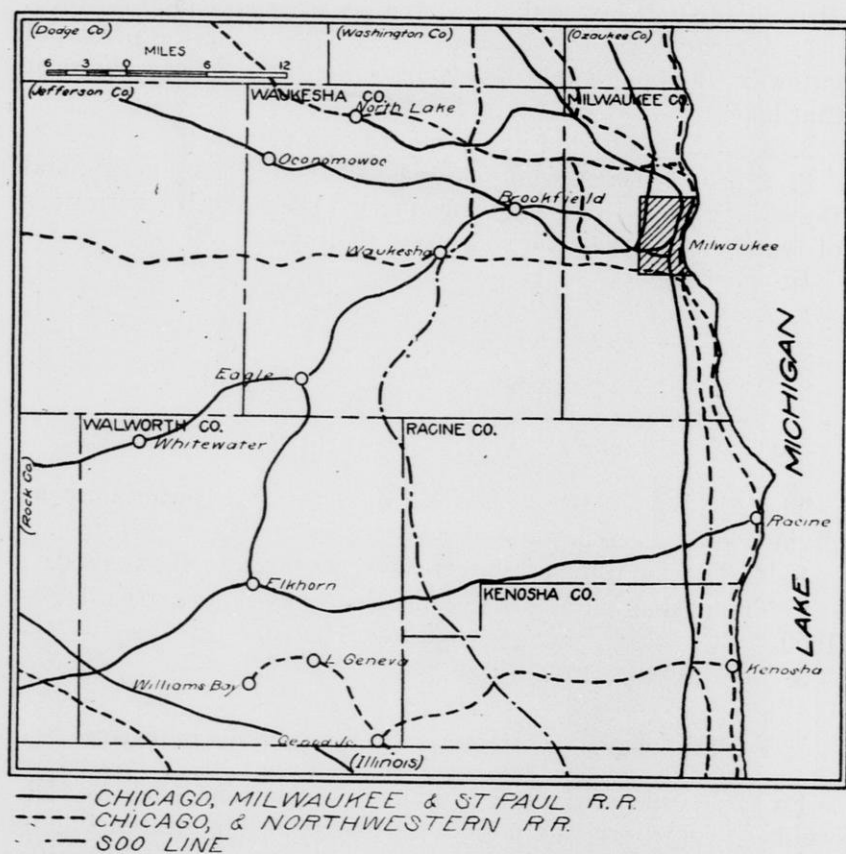 (Dodge Co)
(Washington Co)
(Ozaukee Co)
MILES
6 3 0 6 12
(Jefferson Co)
WAUKESHA CO.
MILWAUKEE CO.
North Lake
Oconomowoc
Brookfield
Waukesha
Milwaukee
Eagle
WALWORTH CO.
RACINE CO.
Whitewater
(Rock Co)
MICHIGAN
Racine
Elkhorn
KENOSHA CO.
LAKE
L Geneva
Williams Bay
Kenosha
(Illinois)
CHICAGO, MILWAUKEE & ST PAUL R.R.
CHICAGO, & NORTHWESTERN R R.
SOO LINE